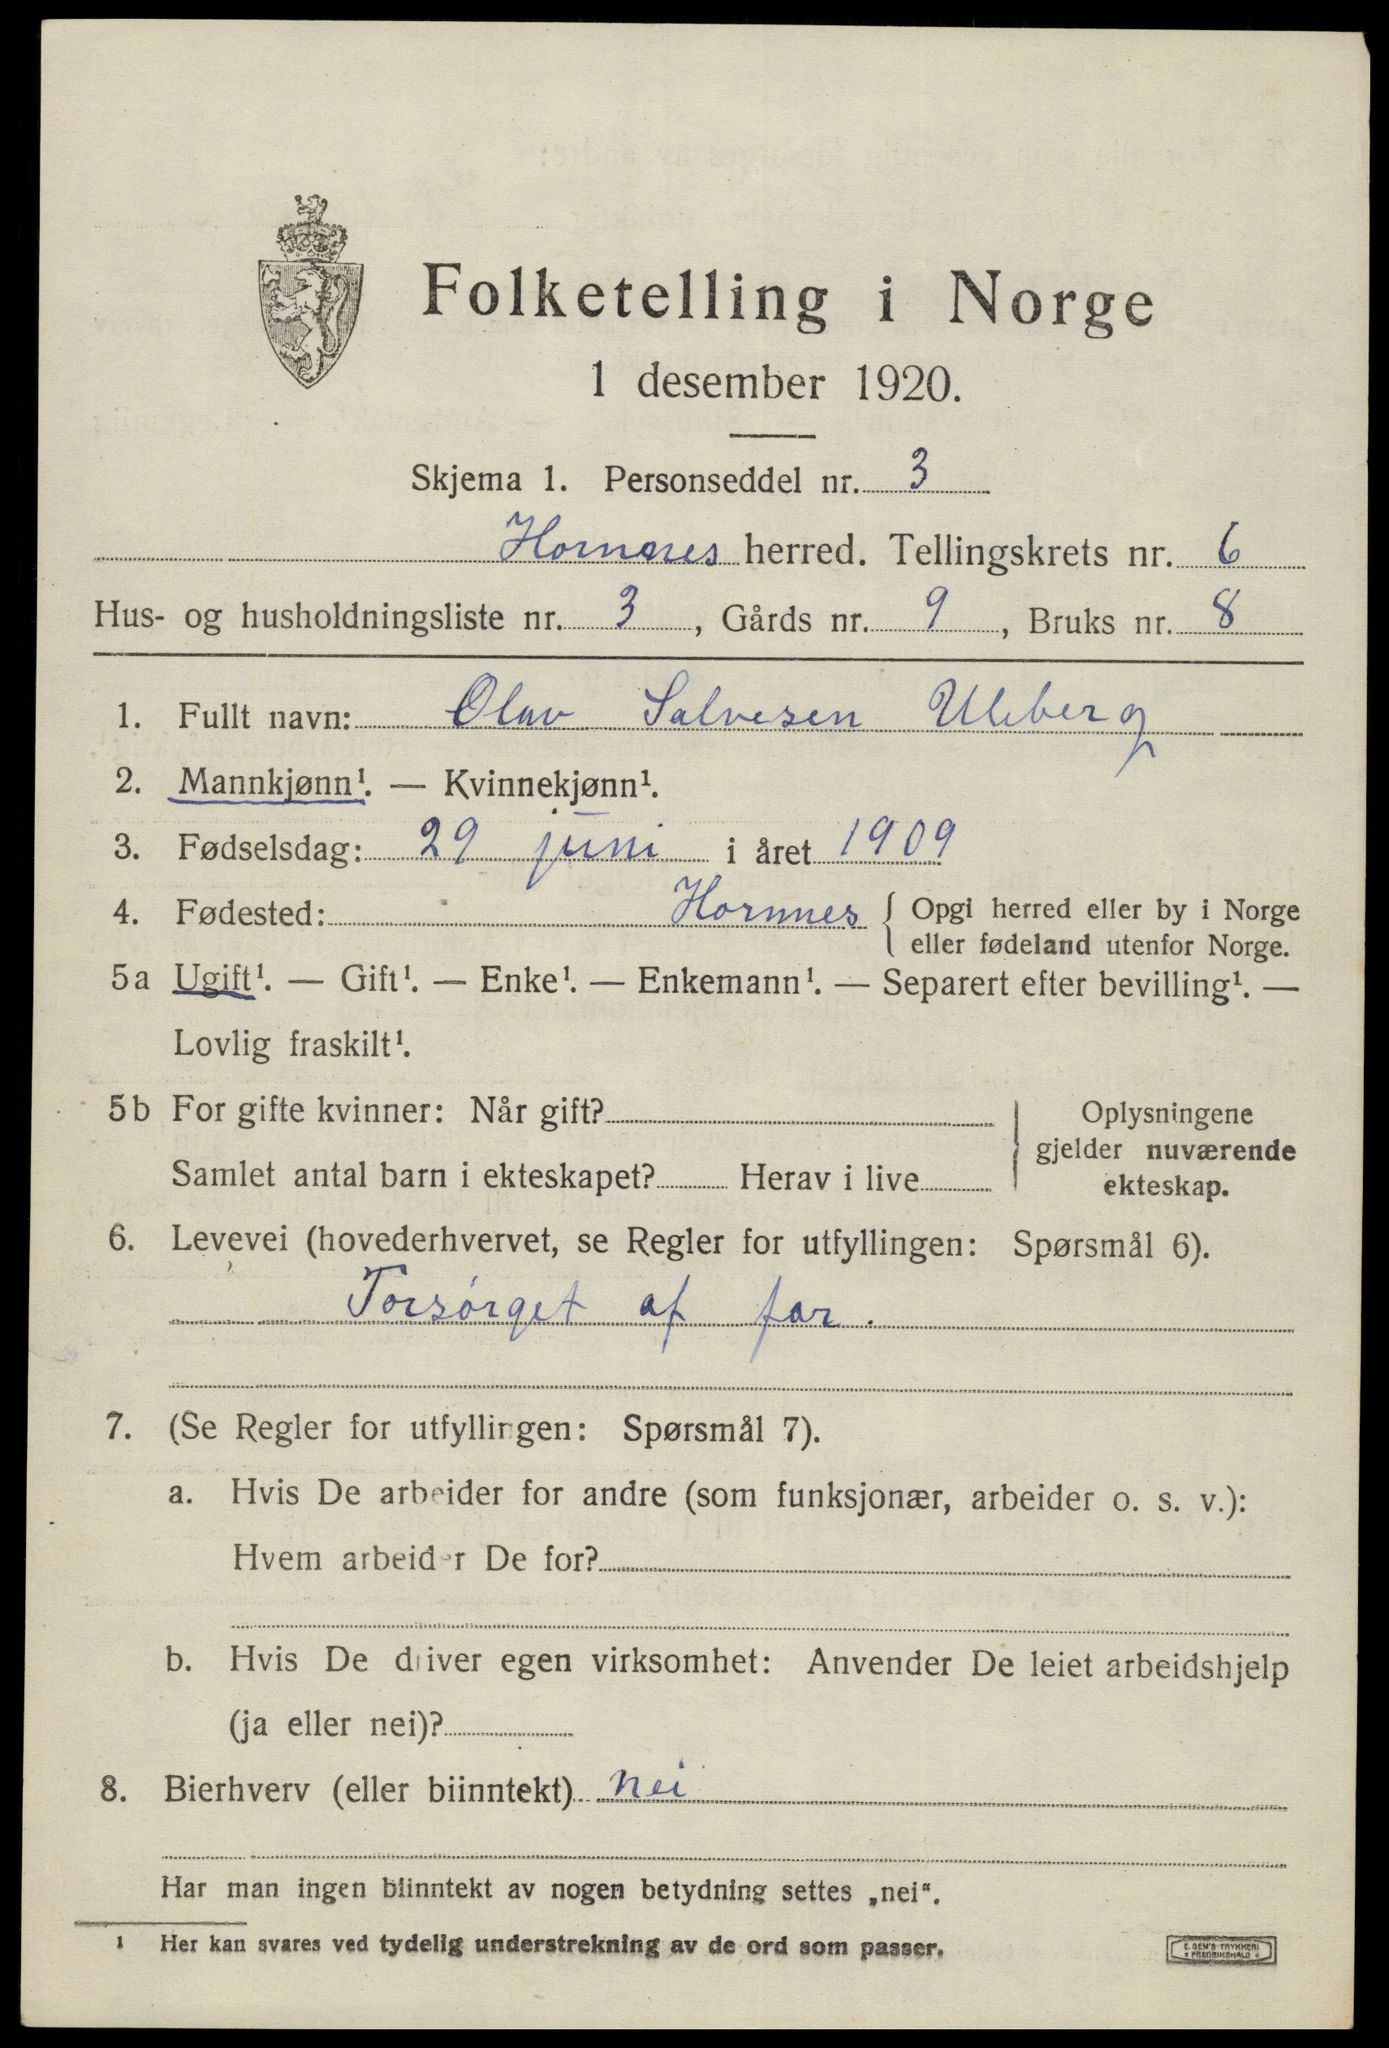 Folketelling i Norge
1 desember 1920.
Skjema 1. Personseddel nr. 3
Hornnes herred. Tellingskrets nr. 6
Hus- og husholdningsliste nr. 3, Gårds nr. 9, Bruks nr. 8
1. Fullt navn: Olav Salvesen Uleberg
2. Mannkjønn¹. — Kvinnekjønn¹.
3. Fødselsdag: 29 juni i året 1909
4. Fødested: Hornnes { Opgi herred eller by i Norge
eller fødeland utenfor Norge.
5a Ugift¹. — Gift¹. — Enke¹. — Enkemann¹. — Separert efter bevilling¹. —
Lovlig fraskilt¹.
5b For gifte kvinner: Når gift?
Samlet antal barn i ekteskapet? Herav i live
Oplysningene
gjelder nuværende
ekteskap.
6. Levevei (hovederhvervet, se Regler for utfyllingen: Spørsmål 6).
Forsørget af far.
7. (Se Regler for utfyllingen: Spørsmål 7).
a. Hvis De arbeider for andre (som funksjonær, arbeider o. s. v.):
Hvem arbeider De for?
b. Hvis De driver egen virksomhet: Anvender De leiet arbeidshjelp
(ja eller nei)?
8. Bierhverv (eller biinntekt) nei
Har man ingen biinntekt av nogen betydning settes „nei“.
1 Her kan svares ved tydelig understrekning av de ord som passer.
E. SEM'S TRYKKERI
FREDRIKSHALD